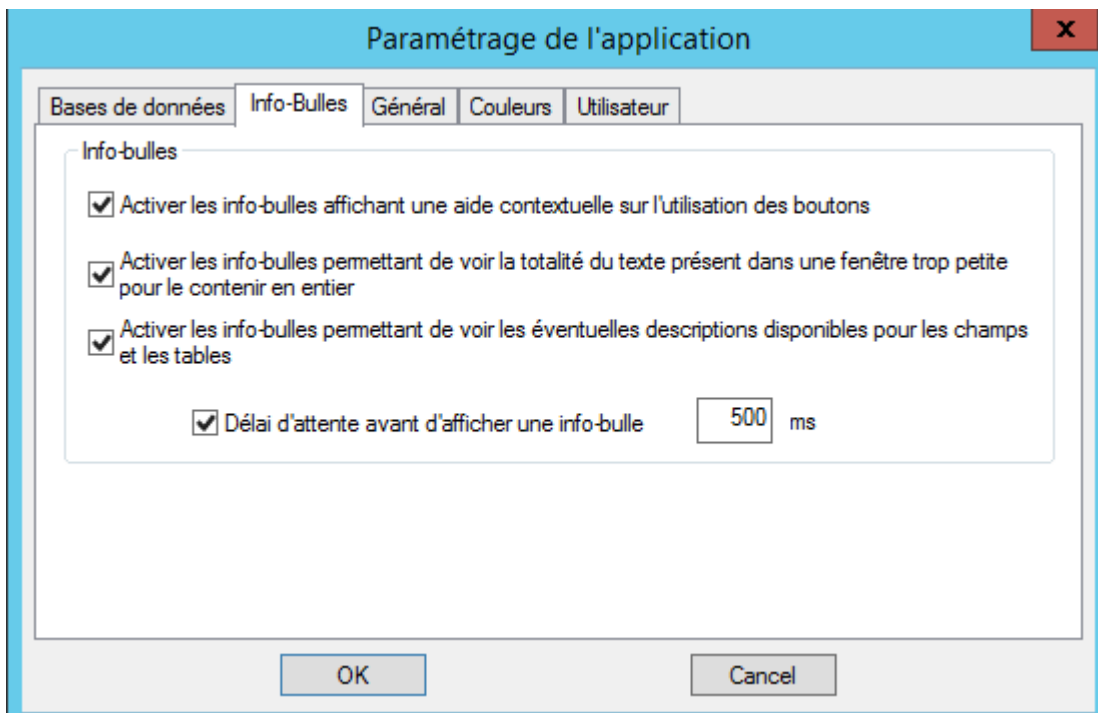 Paramétrage de l'application
x
Bases de données Info-Bulles Général Couleurs Utilisateur
Info-bulles
Activer les info-bulles affichant une aide contextuelle sur l'utilisation des boutons
Activer les info-bulles permettant de voir la totalité du texte présent dans une fenêtre trop petite
pour le contenir en entier
Activer les info-bulles permettant de voir les éventuelles descriptions disponibles pour les champs
et les tables
Délai d'attente avant d'afficher une info-bulle 500 ms
OK Cancel